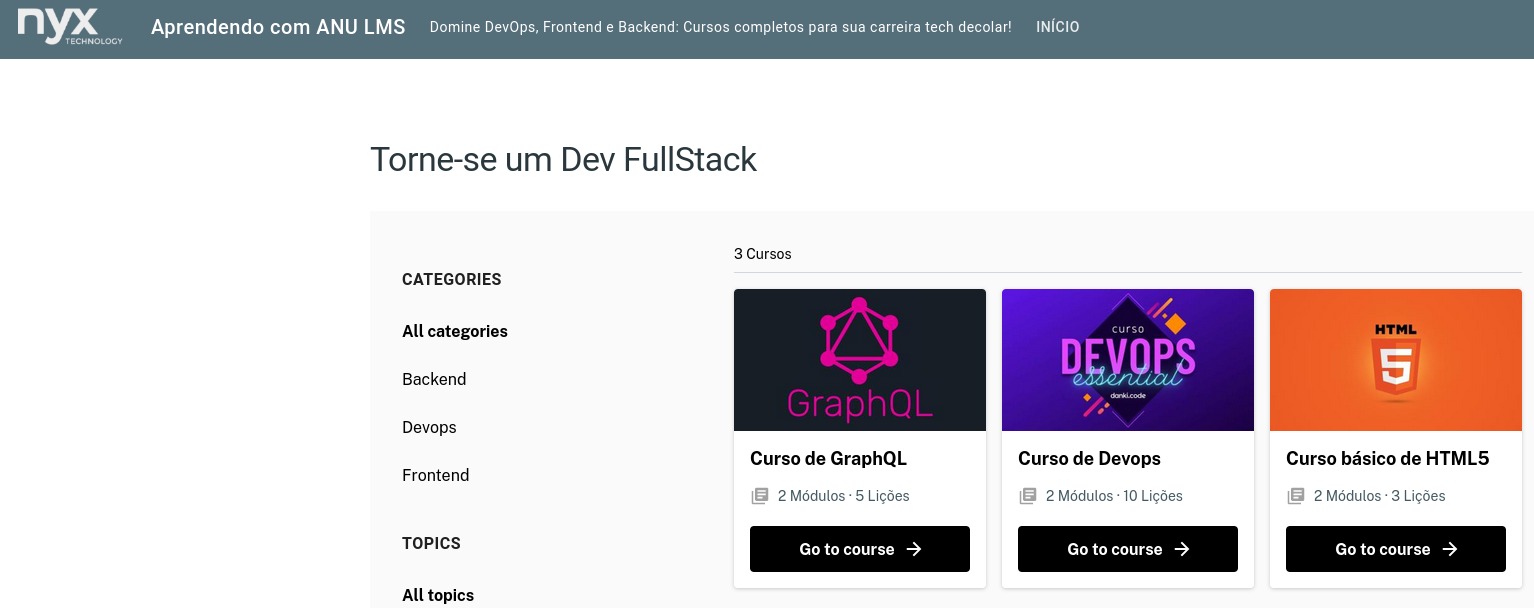 nyx
TECHNOLOGY
Aprendendo com ANU LMS
Domine DevOps, Frontend e Backend: Cursos completos para sua carreira tech decolar!
INÍCIO
Torne-se um Dev FullStack
CATEGORIES
All categories
Backend
Devops
Frontend
TOPICS
All topics
3 Cursos
GraphQL
Curso de GraphQL
2 Módulos · 5 Lições
Go to course
curso
DEVOPS
essential
danki.code
Curso de Devops
2 Módulos · 10 Lições
Go to course
HTML
5
Curso básico de HTML5
2 Módulos · 3 Lições
Go to course